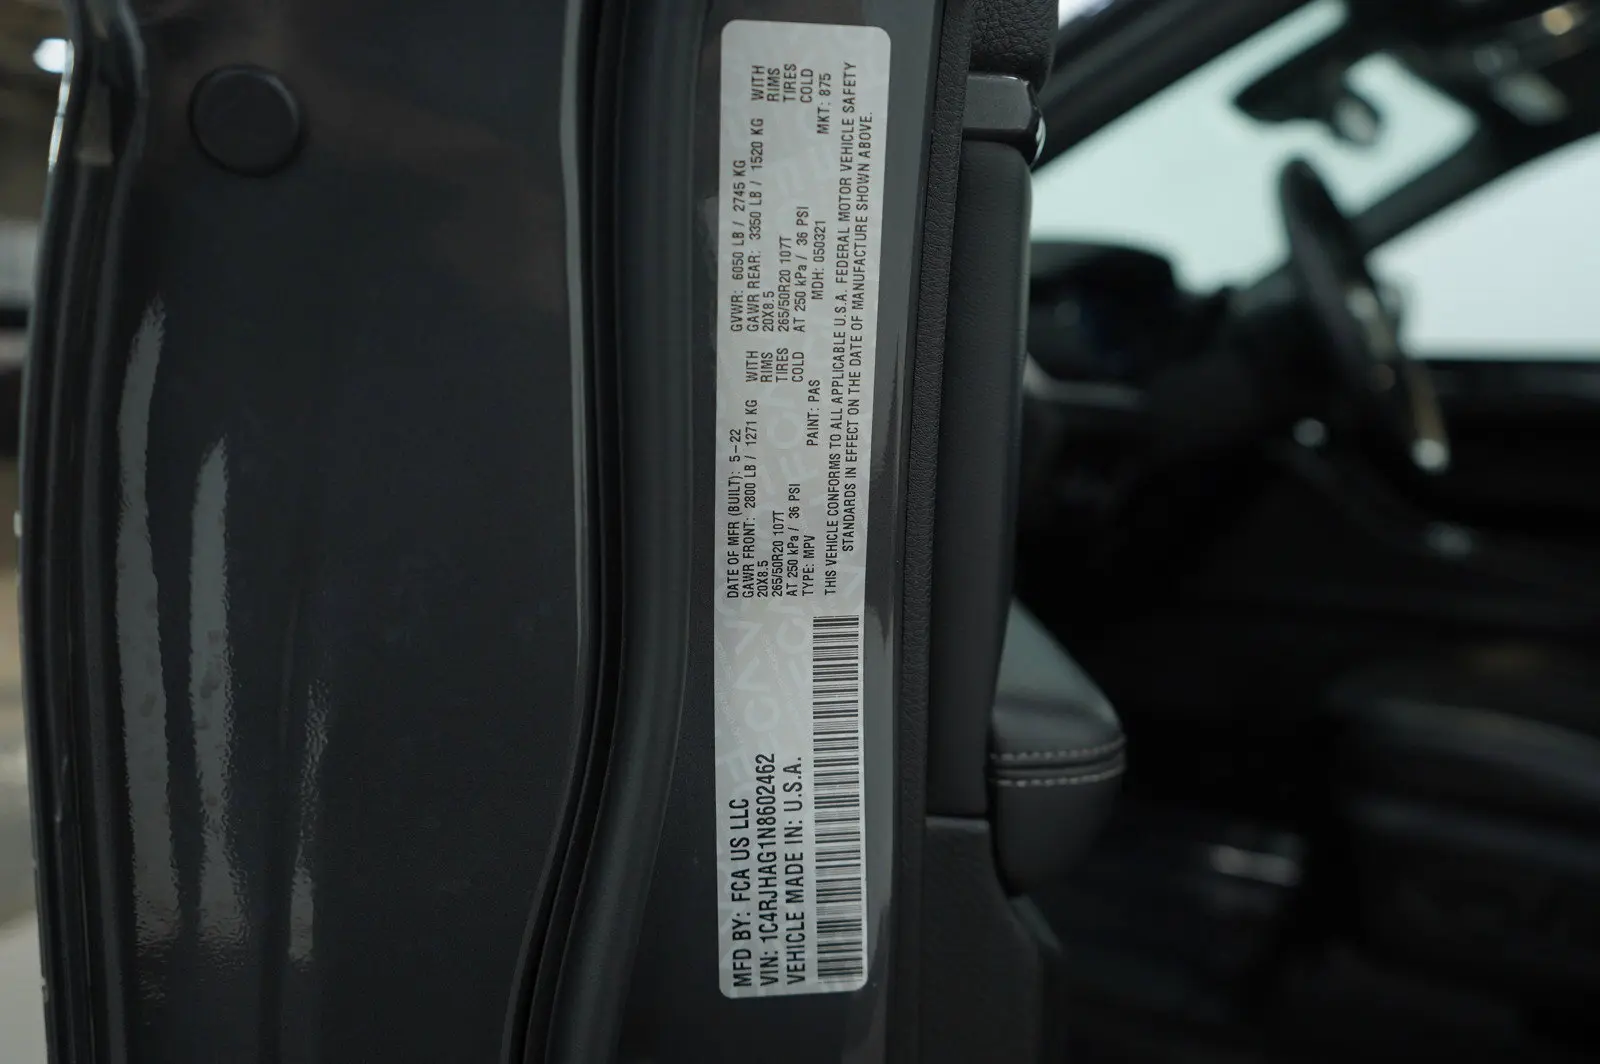 MFD BY: FCA US LLC
VIN: 1C4RJHAG1N8602462
VEHICLE MADE IN: U.S.A.
DATE OF MFR (BUILT): 5-22 GVWR: 6050 LB / 2745 KG
GAWR FRONT: 2800 LB / 1271 KG WITH GAWR REAR: 3350 LB / 1520 KG WITH
20X8.5 RIMS 20X8.5 RIMS
265/50R20 107T TIRES 265/50R20 107T TIRES
AT 250 kPa / 36 PSI COLD AT 250 kPa / 36 PSI COLD
TYPE: MPV PAINT: PAS MDH: 050321 MKT: 875
THIS VEHICLE CONFORMS TO ALL APPLICABLE U.S.A. FEDERAL MOTOR VEHICLE SAFETY
STANDARDS IN EFFECT ON THE DATE OF MANUFACTURE SHOWN ABOVE.